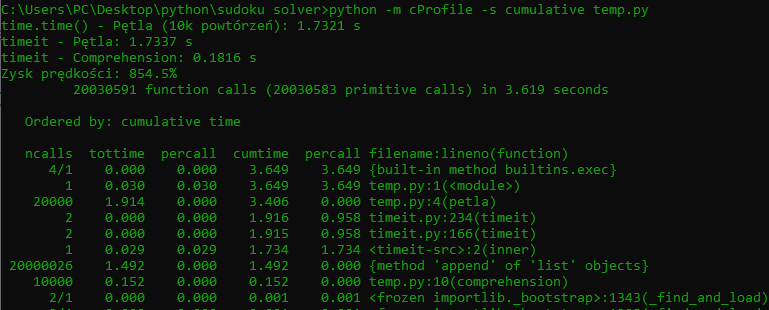 C:\Users\PC\Desktop\python\sudoku solver>python -m cProfile -s cumulative temp.py
time.time() - Pętla (10k powtórzeń): 1.7321 s
timeit - Pętla: 1.7337 s
timeit - Comprehension: 0.1816 s
Zysk prędkości: 854.5%
20030591 function calls (20030583 primitive calls) in 3.619 seconds
Ordered by: cumulative time
ncalls tottime percall cumtime percall filename:lineno(function)
4/1 0.000 0.000 3.649 3.649 {built-in method builtins.exec}
1 0.030 0.030 3.649 3.649 temp.py:1(<module>)
20000 1.914 0.000 3.406 0.000 temp.py:4(petla)
2 0.000 0.000 1.916 0.958 timeit.py:234(timeit)
2 0.000 0.000 1.915 0.958 timeit.py:166(timeit)
1 0.029 0.029 1.734 1.734 <timeit-src>:2(inner)
20000026 1.492 0.000 1.492 0.000 {method 'append' of 'list' objects}
10000 0.152 0.000 0.152 0.000 temp.py:10(comprehension)
2/1 0.000 0.000 0.001 0.001 <frozen importlib._bootstrap>:1343(_find_and_load)